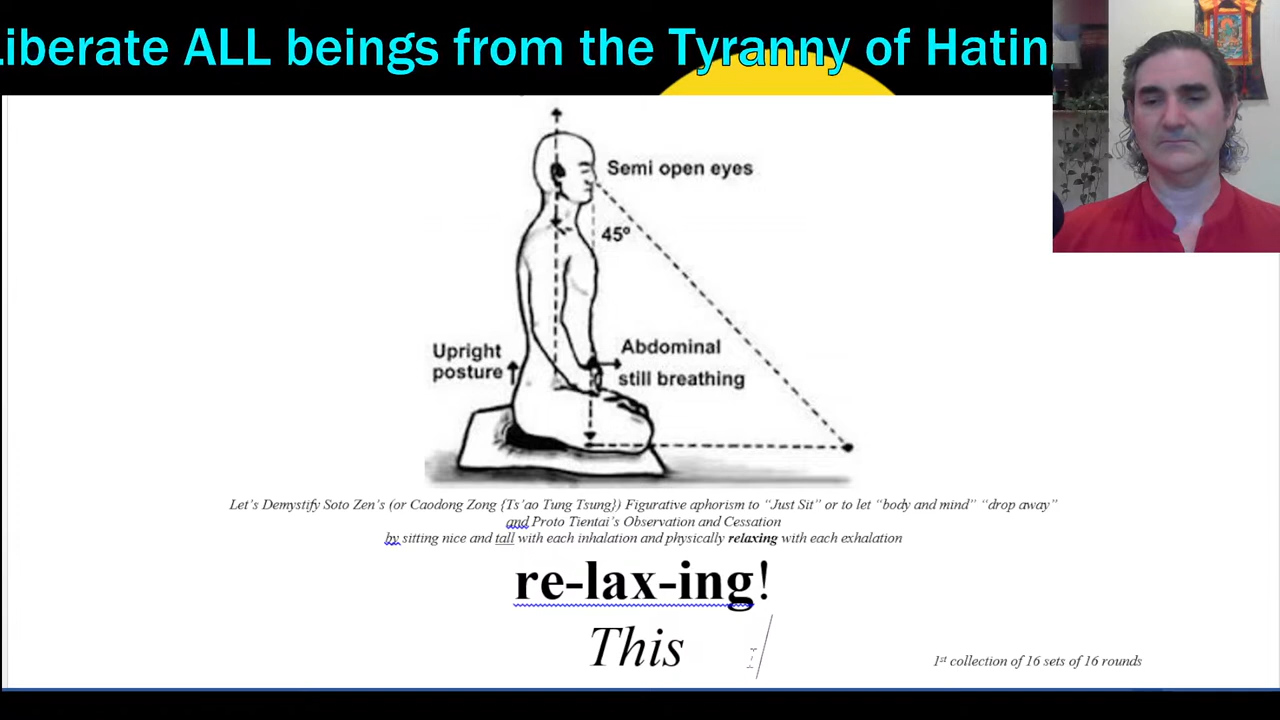 iberate ALL beings from the Tyranny of Hatin
Semi open eyes
45º
Upright
posture
Abdominal
still breathing
Let's Demystify Soto Zen's (or Caodong Zong {Ts'ao Tung Tsung}) Figurative aphorism to “Just Sit” or to let “body and mind” “drop away”
and Proto Tientai's Observation and Cessation
by sitting nice and tall with each inhalation and physically relaxing with each exhalation
re-lax-ing!
This
1st collection of 16 sets of 16 rounds